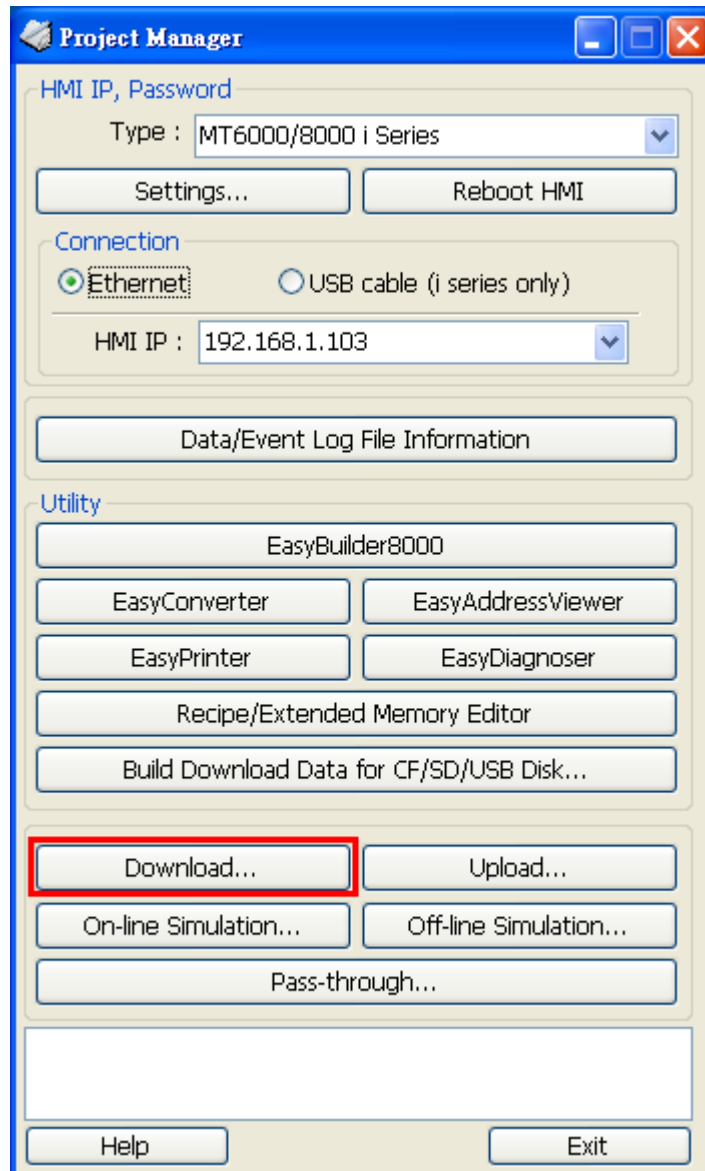 Project Manager
HMI IP, Password
Type : MT6000/8000 i Series
Settings... Reboot HMI
Connection
Ethernet USB cable (i series only)
HMI IP : 192.168.1.103
Data/Event Log File Information
Utility
EasyBuilder8000
EasyConverter EasyAddressViewer
EasyPrinter EasyDiagnoser
Recipe/Extended Memory Editor
Build Download Data for CF/SD/USB Disk...
Download... Upload...
On-line Simulation... Off-line Simulation...
Pass-through...
Help Exit